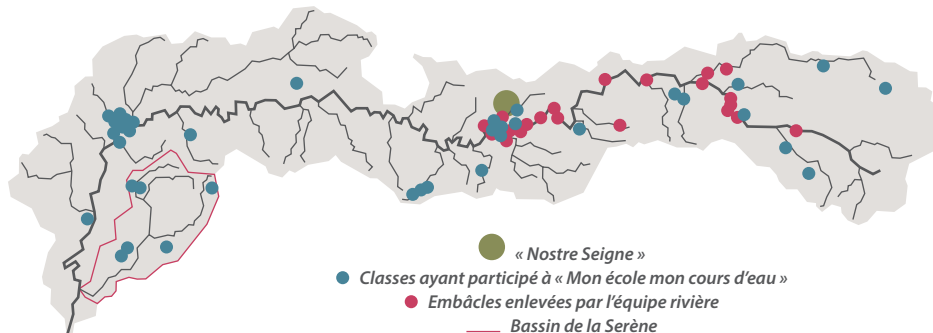 « Nostre Seigne »
Classes ayant participé à « Mon école mon cours d'eau »
Embâcles enlevées par l'équipe rivière
Bassin de la Serène